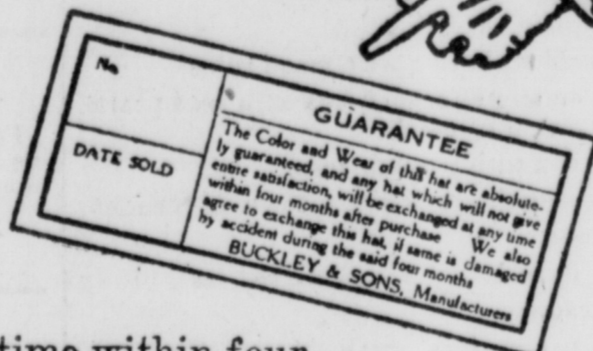 No
DATE SOLD
GUARANTEE
The Color and Wear of this hat are absolute-
ly guaranteed, and any hat which will not give
entire satisfaction, will be exchanged at any time
within four months after purchase We also
agree to exchange this hat, if same is damaged
by accident during the said four months
BUCKLEY & SONS, Manufacturers
time within four